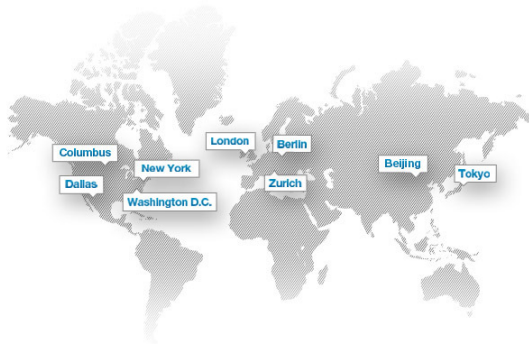 London
Berlin
Columbus
New York
Beijing
Tokyo
Dallas
Zurich
Washington D.C.